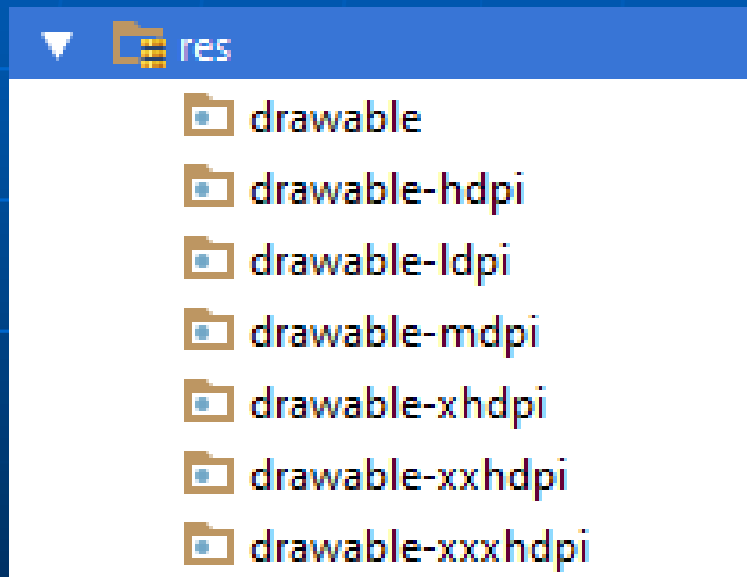 res
drawable
drawable-hdpi
drawable-ldpi
drawable-mdpi
drawable-xhdpi
drawable-xxhdpi
drawable-xxxhdpi